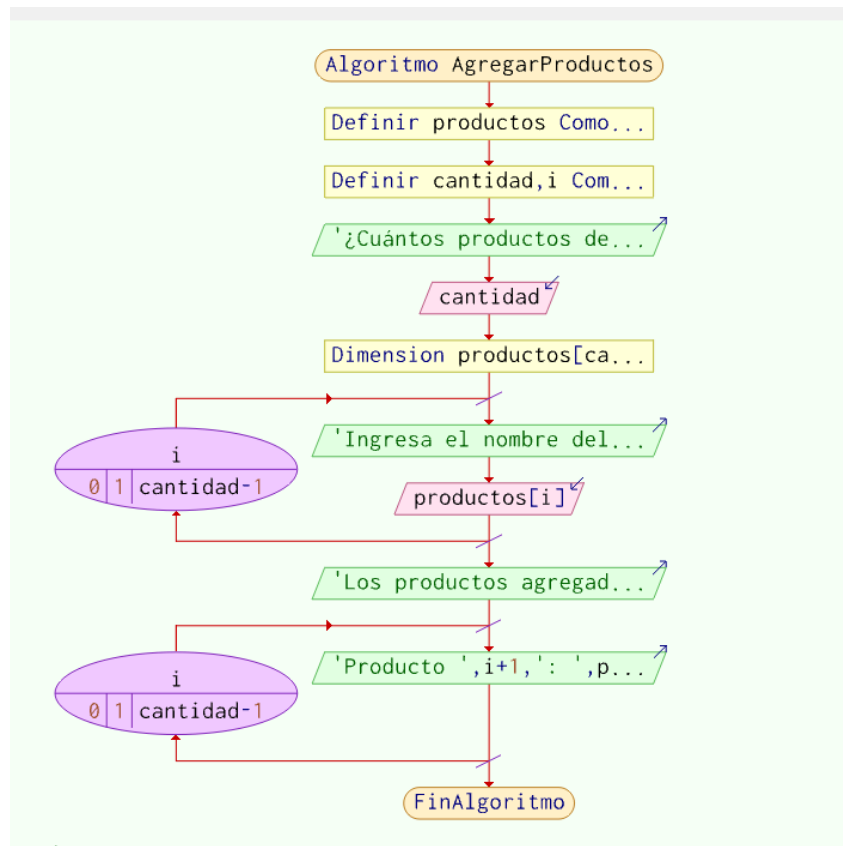 Algoritmo AgregarProductos
Definir productos Como...
Definir cantidad,i Com...
'¿Cuántos productos de...
cantidad
Dimension productos[ca...
i
0 1 cantidad-1
'Ingresa el nombre del...
productos[i]
'Los productos agregad...
i
0 1 cantidad-1
'Producto ',i+1,': ',p...
FinAlgoritmo